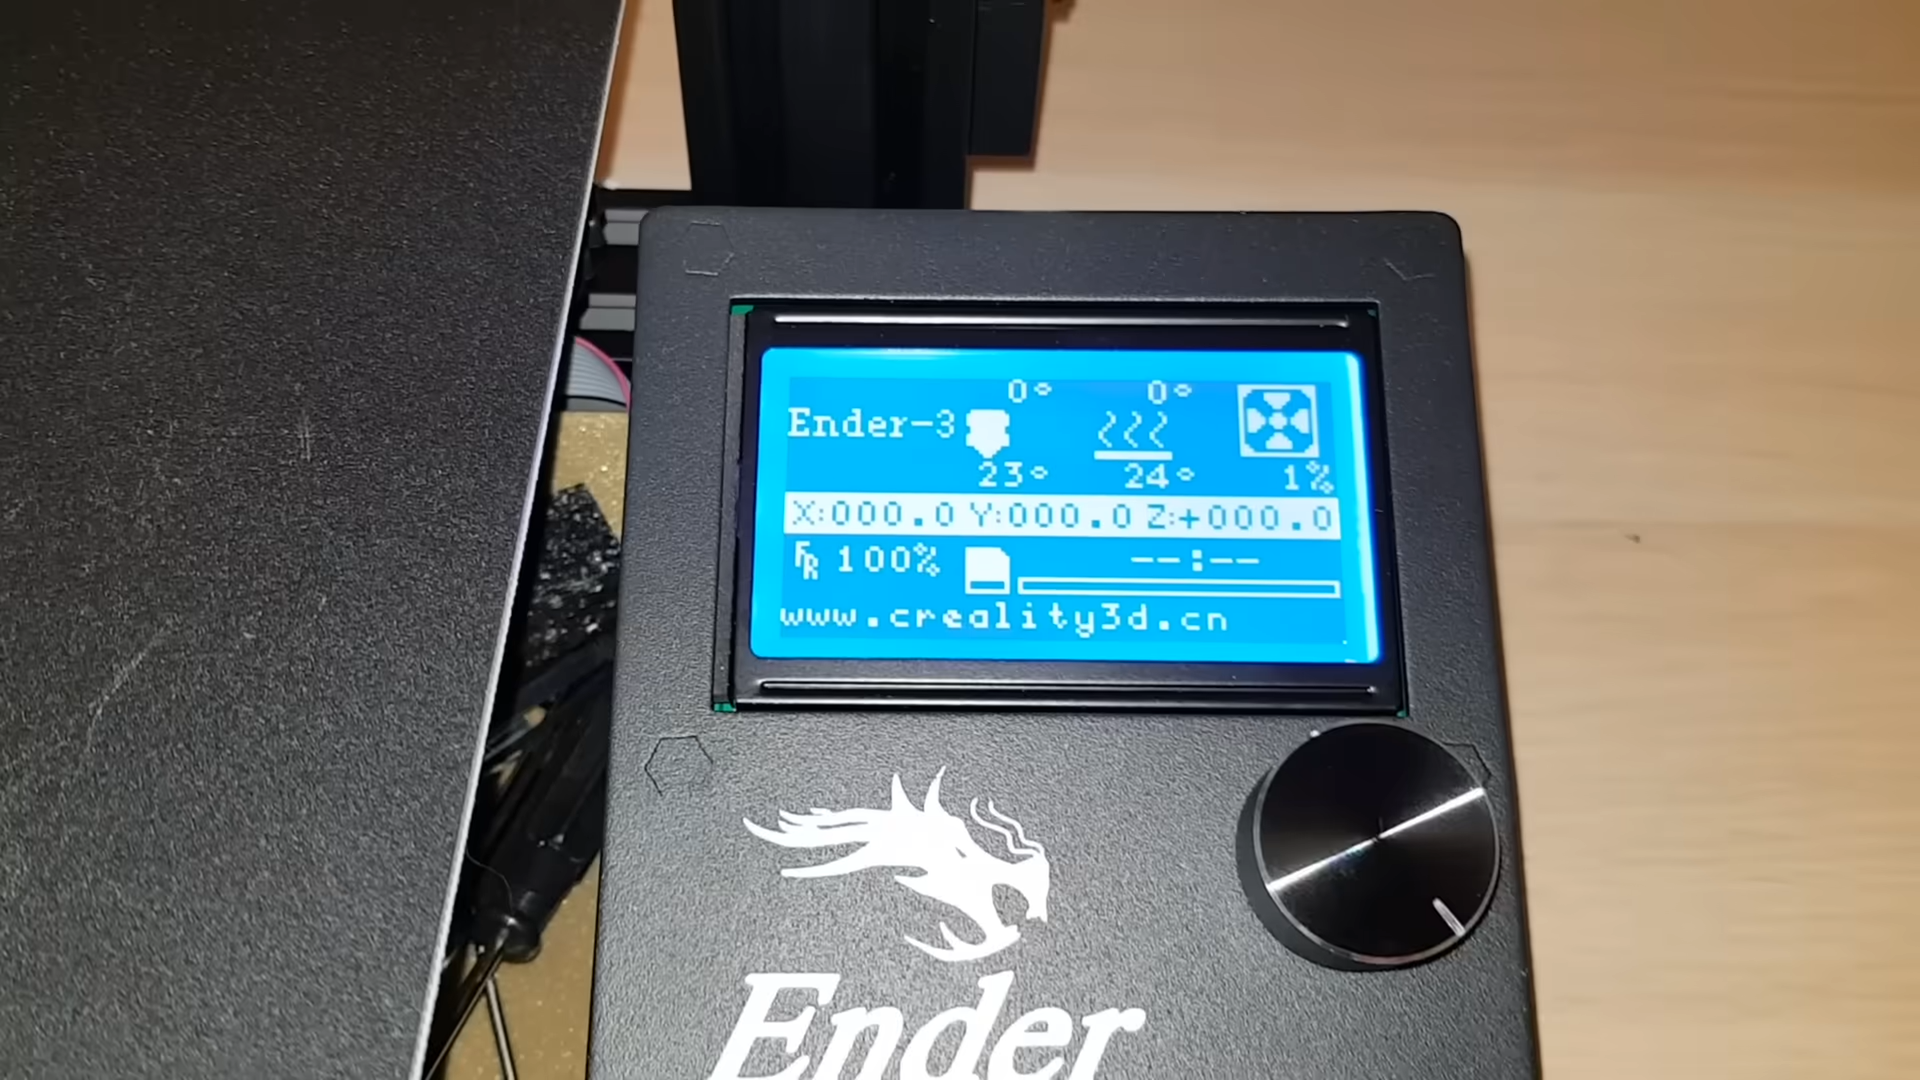 0° 0°
Ender-3
23° 24° 1%
X:000.0 Y:000.0 Z:+000.0
FR 100% --:--
www.creality3d.cn
Ender